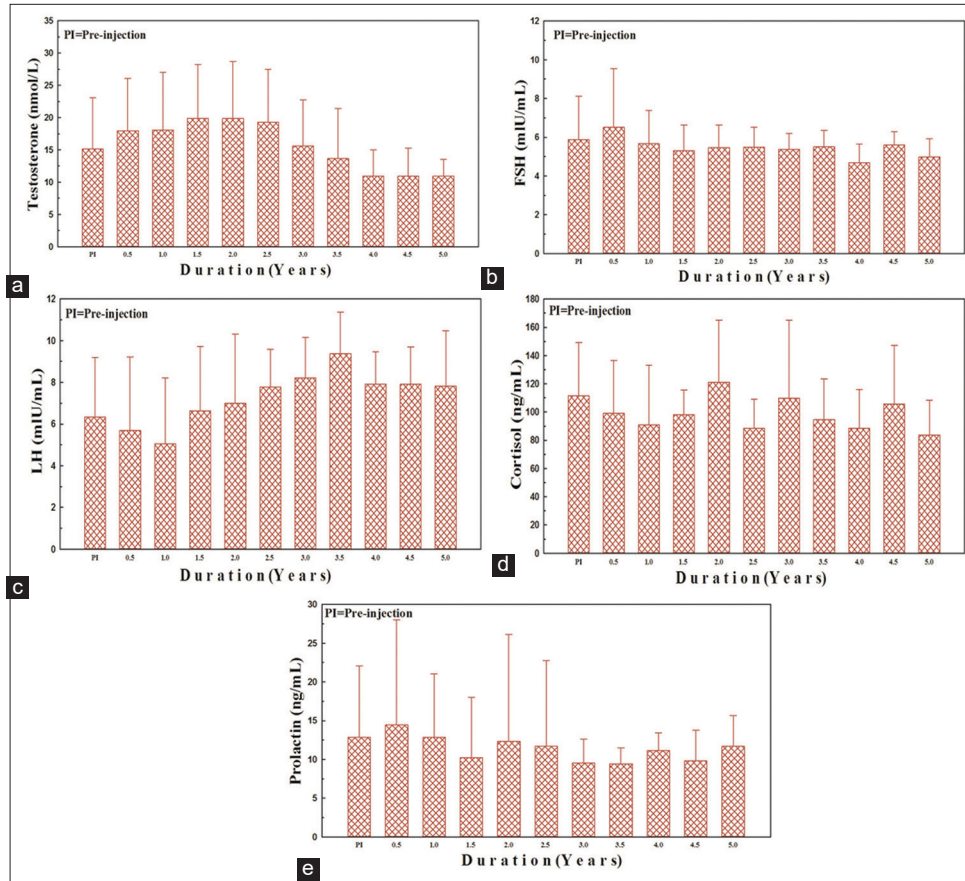 PI=Pre-injection
Testosterone (nmol/L)
35
30
25
20
15
10
5
0
PI 0.5 1.0 1.5 2.0 2.5 3.0 3.5 4.0 4.5 5.0
Duration (Years)
a
PI=Pre-injection
FSH (mIU/mL)
12
10
8
6
4
2
0
PI 0.5 1.0 1.5 2.0 2.5 3.0 3.5 4.0 4.5 5.0
Duration (Years)
b
PI=Pre-injection
LH (mIU/mL)
12
10
8
6
4
2
0
PI 0.5 1.0 1.5 2.0 2.5 3.0 3.5 4.0 4.5 5.0
Duration (Years)
c
PI=Pre-injection
Cortisol (ng/mL)
180
160
140
120
100
80
60
40
20
0
PI 0.5 1.0 1.5 2.0 2.5 3.0 3.5 4.0 4.5 5.0
Duration (Years)
d
PI=Pre-injection
Prolactin (ng/mL)
30
25
20
15
10
5
0
PI 0.5 1.0 1.5 2.0 2.5 3.0 3.5 4.0 4.5 5.0
Duration (Years)
e